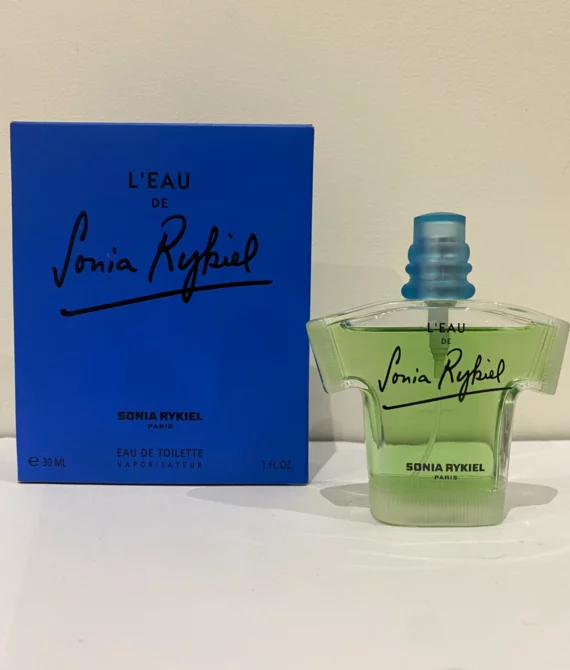 L'EAU
DE
Sonia Rykiel
SONIA RYKIEL
PARIS
EAU DE TOILETTE
VAPORISATEUR
℮ 30 ML
1 fl.OZ
L'EAU
DE
Sonia Rykiel
SONIA RYKIEL
PARIS